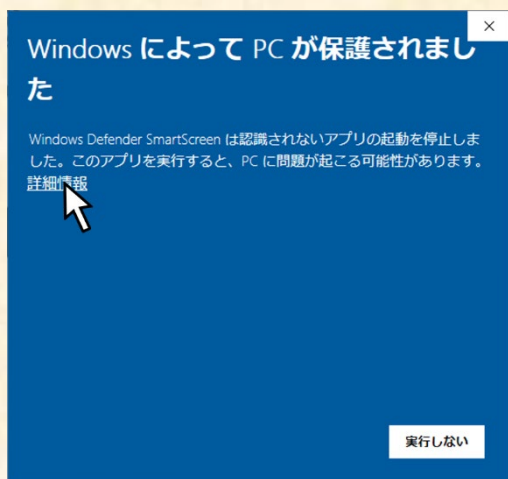 Windows によって PC が保護されまし
た
Windows Defender SmartScreen は認識されないアプリの起動を停止しま
した。このアプリを実行すると、PC に問題が起こる可能性があります。
詳細情報
実行しない